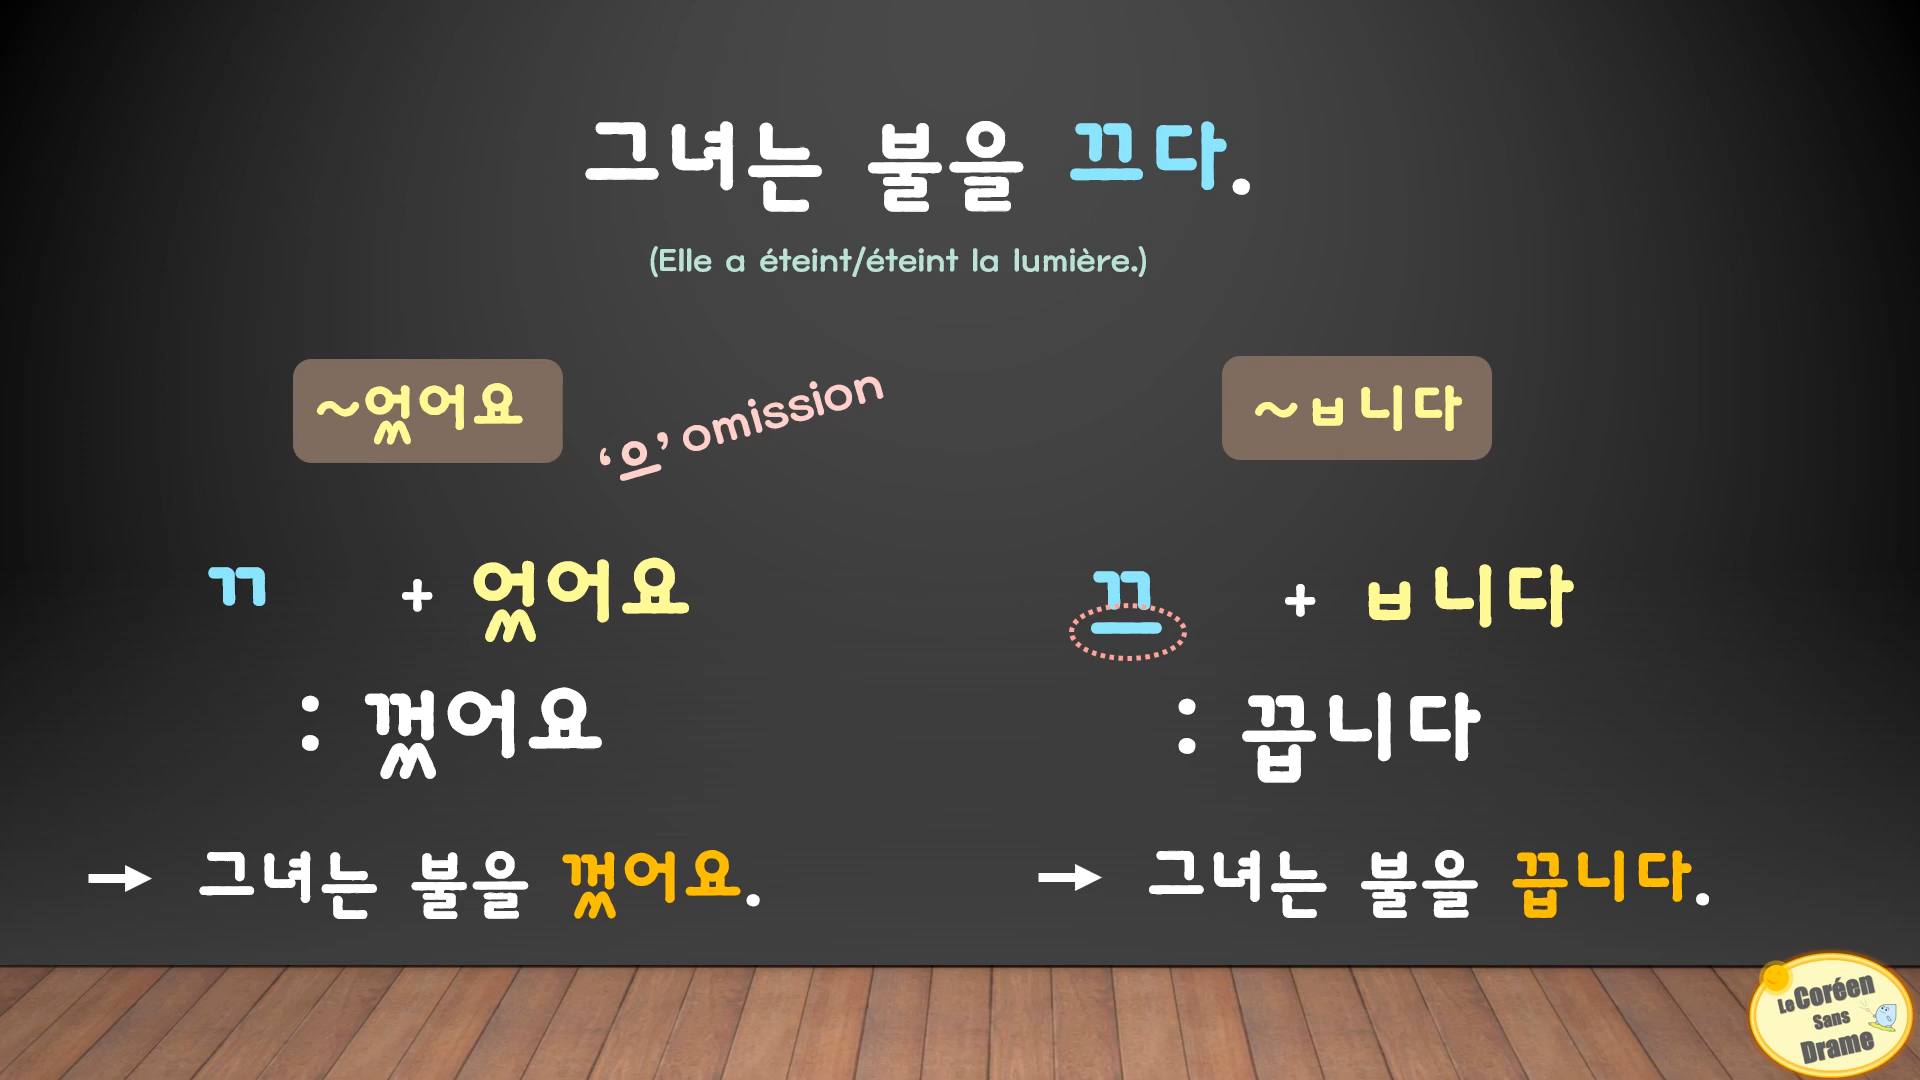 그녀는 불을 끄다.
(Elle a éteint/éteint la lumière.)
~었어요
‘으’ omission
~ㅂ니다
ㄲ + 었어요
: 껐어요
→ 그녀는 불을 껐어요.
끄 + ㅂ니다
: 끕니다
→ 그녀는 불을 끕니다.
Le Coréen
Sans
Drame